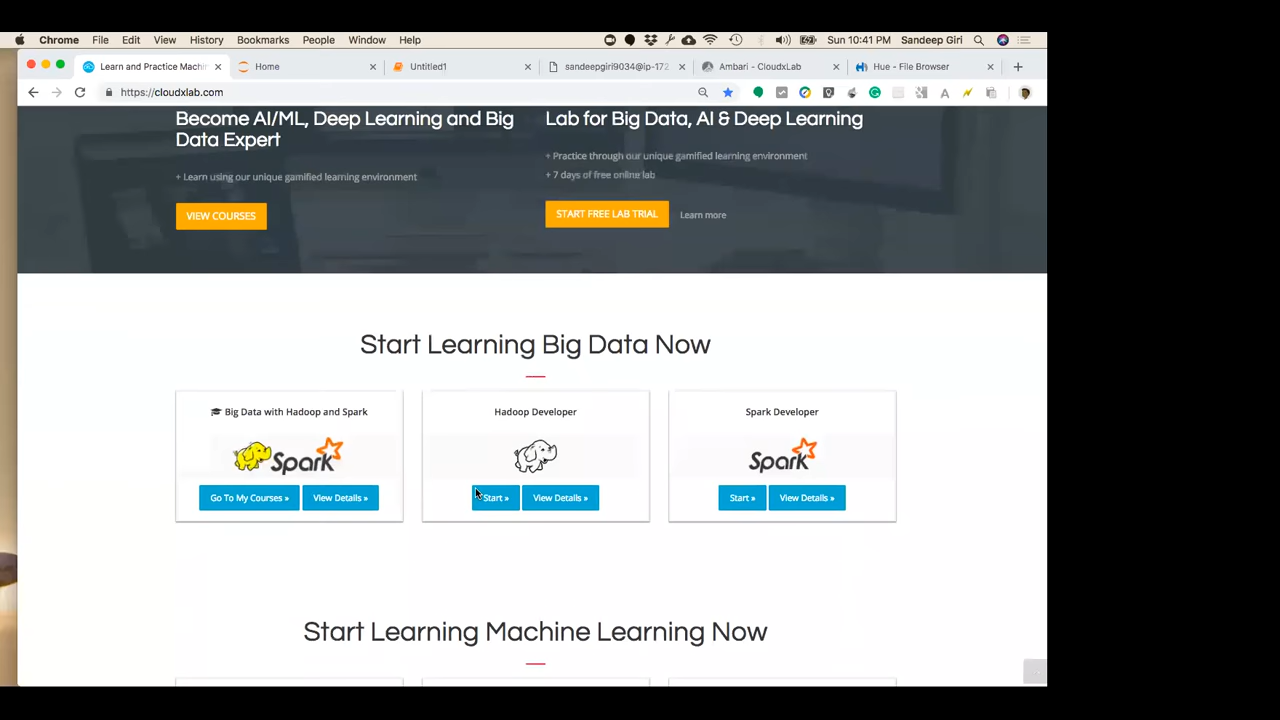 Chrome File Edit View History Bookmarks People Window Help Sun 10:41 PM Sandeep Giri
Learn and Practice Machin Home Untitled1 sandeepgiri9034@ip-172 Ambari - CloudxLab Hue - File Browser
https://cloudxlab.com
Become AI/ML, Deep Learning and Big
Data Expert
+ Learn using our unique gamified learning environment
VIEW COURSES
Lab for Big Data, AI & Deep Learning
+ Practice through our unique gamified learning environment
+ 7 days of free online lab
START FREE LAB TRIAL Learn more
Start Learning Big Data Now
Big Data with Hadoop and Spark
Spark
Go To My Courses » View Details »
Hadoop Developer
Start » View Details »
Spark Developer
Spark
Start » View Details »
Start Learning Machine Learning Now